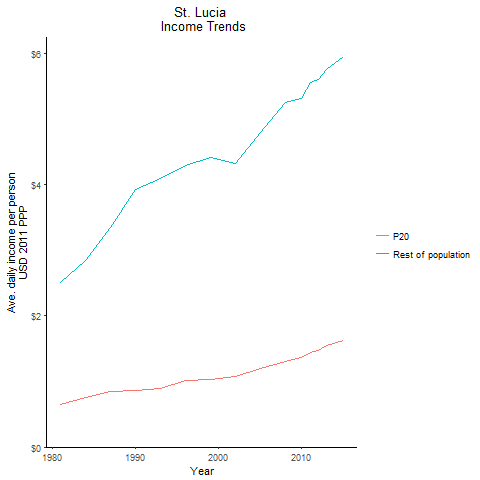 St. Lucia
Income Trends
Ave. daily income per person
USD 2011 PPP
$6
$4
$2
$0
1980 1990 2000 2010
Year
P20
Rest of population